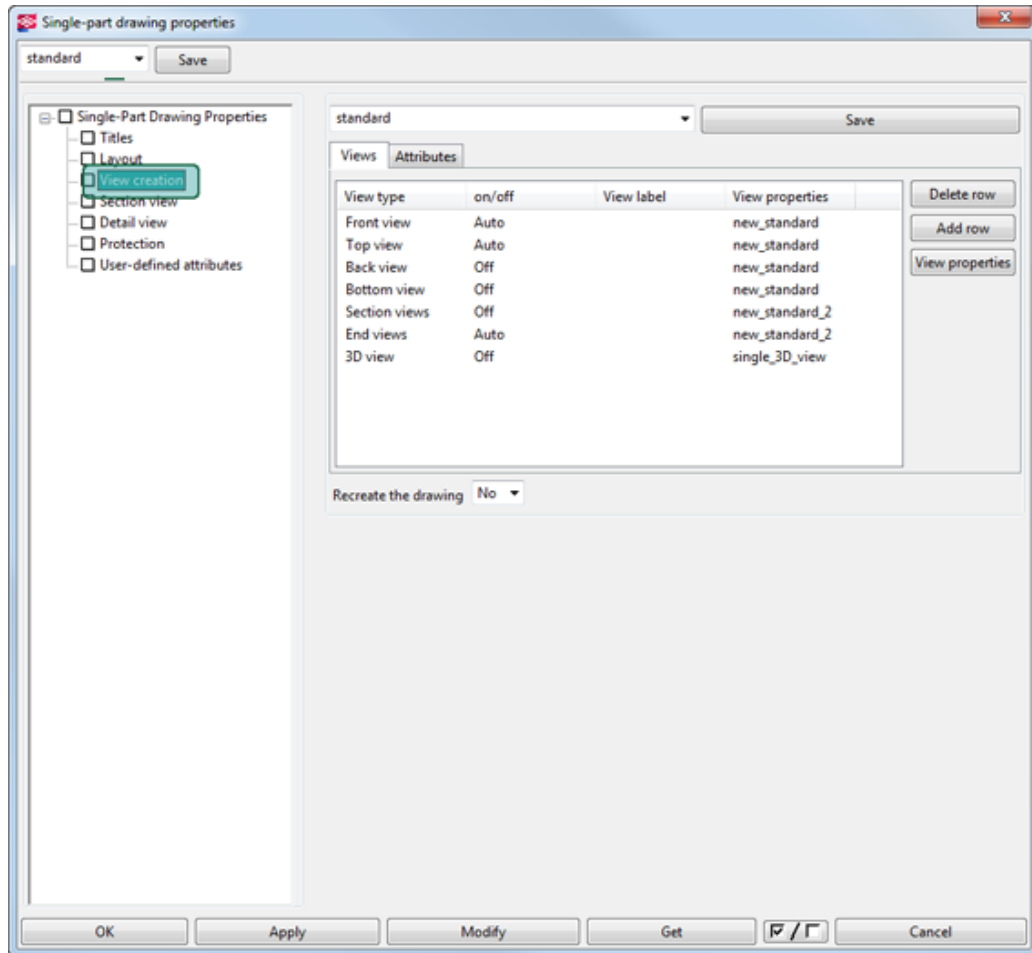 Single-part drawing properties
standard Save
Single-Part Drawing Properties
Titles
Layout
View creation
Section view
Detail view
Protection
User-defined attributes
standard Save
Views Attributes
View type on/off View label View properties
Front view Auto new_standard
Top view Auto new_standard
Back view Off new_standard
Bottom view Off new_standard
Section views Off new_standard_2
End views Auto new_standard_2
3D view Off single_3D_view
Delete row
Add row
View properties
Recreate the drawing No
OK Apply Modify Get / Cancel